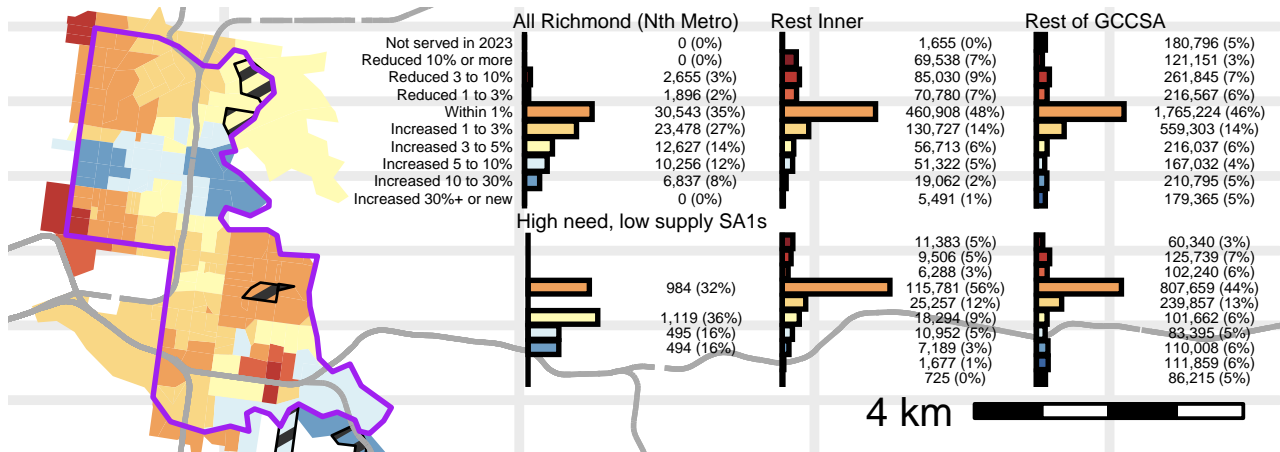 All Richmond (Nth Metro) Rest Inner Rest of GCCSA
Not served in 2023 0 (0%) 1,655 (0%) 180,796 (5%)
Reduced 10% or more 0 (0%) 69,538 (7%) 121,151 (3%)
Reduced 3 to 10% 2,655 (3%) 85,030 (9%) 261,845 (7%)
Reduced 1 to 3% 1,896 (2%) 70,780 (7%) 216,567 (6%)
Within 1% 30,543 (35%) 460,908 (48%) 1,765,224 (46%)
Increased 1 to 3% 23,478 (27%) 130,727 (14%) 559,303 (14%)
Increased 3 to 5% 12,627 (14%) 56,713 (6%) 216,037 (6%)
Increased 5 to 10% 10,256 (12%) 51,322 (5%) 167,032 (4%)
Increased 10 to 30% 6,837 (8%) 19,062 (2%) 210,795 (5%)
Increased 30%+ or new 0 (0%) 5,491 (1%) 179,365 (5%)
High need, low supply SA1s
11,383 (5%) 60,340 (3%)
9,506 (5%) 125,739 (7%)
6,288 (3%) 102,240 (6%)
984 (32%) 115,781 (56%) 807,659 (44%)
25,257 (12%) 239,857 (13%)
1,119 (36%) 18,294 (9%) 101,662 (6%)
495 (16%) 10,952 (5%) 83,395 (5%)
494 (16%) 7,189 (3%) 110,008 (6%)
1,677 (1%) 111,859 (6%)
725 (0%) 86,215 (5%)
4 km